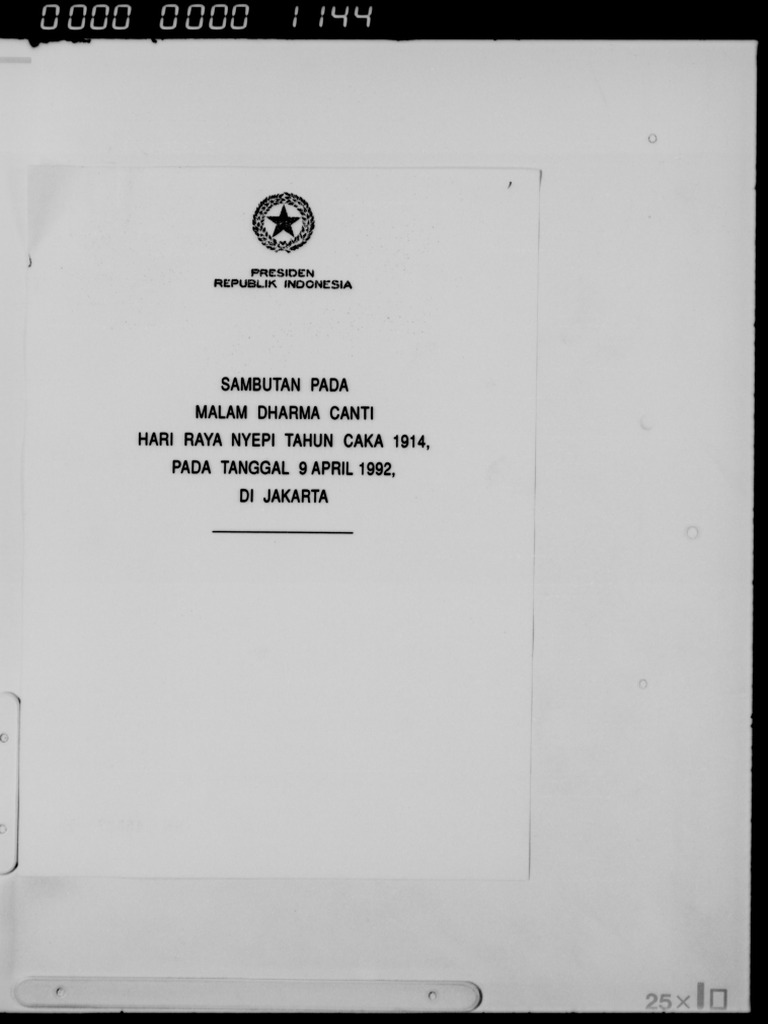 0000 0000 1144
PRESIDEN
REPUBLIK INDONESIA
SAMBUTAN PADA
MALAM DHARMA CANTI
HARI RAYA NYEPI TAHUN CAKA 1914,
PADA TANGGAL 9 APRIL 1992,
DI JAKARTA
25×